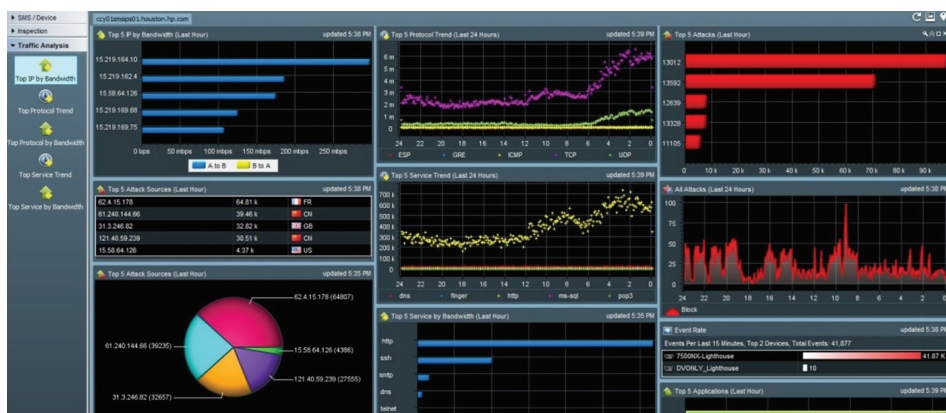 SMS / Device
Inspection
Traffic Analysis
Top IP by Bandwidth
Top Protocol Trend
Top Protocol by Bandwidth
Top Service Trend
Top Service by Bandwidth
ccy01smsips01.houston.hp.com
Top 5 IP by Bandwidth (Last Hour) updated 5:38 PM
15.219.164.10
15.219.162.4
15.58.64.126
15.219.169.68
15.219.169.75
0 bps 50 mbps 100 mbps 150 mbps 200 mbps 250 mbps
A to B B to A
Top 5 Attack Sources (Last Hour) updated 5:38 PM
62.4.15.178 64.81 k FR
61.240.144.66 39.46 k CN
31.3.246.82 32.82 k GB
121.40.59.239 30.51 k CN
15.58.64.126 4.37 k US
Top 5 Attack Sources (Last Hour) updated 5:35 PM
62.4.15.178 (64807)
15.58.64.126 (4386)
61.240.144.66 (39235)
121.40.59.239 (27555)
31.3.246.82 (32657)
Top 5 Protocol Trend (Last 24 Hours) updated 5:39 PM
6 m
5 m
4 m
3 m
2 m
1 m
0
24 22 20 18 16 14 12 10 8 6 4 2 0
ESP GRE ICMP TCP UDP
Top 5 Service Trend (Last 24 Hours) updated 5:39 PM
700 k
600 k
500 k
400 k
300 k
200 k
100 k
0
24 22 20 18 16 14 12 10 8 6 4 2 0
dns finger http ms-sql pop3
Top 5 Service by Bandwidth (Last Hour) updated 5:35 PM
http
ssh
smtp
dns
telnet
Top 5 Attacks (Last Hour)
13012
13592
12639
13328
11105
0 10 k 20 k 30 k 40 k 50 k 60 k 70 k 80 k 90 k
All Attacks (Last 24 Hours) updated 5:38 PM
100
75
50
25
0
24 22 20 18 16 14 12 10 8 6 4 2 0
Block
Event Rate updated 5:38 PM
Events Per Last 15 Minutes, Top 2 Devices, Total Events: 41,877
7500NX-Lighthouse 41.87 K
DVONLY_Lighthouse 10
Top 5 Applications (Last Hour) updated 5:39 PM